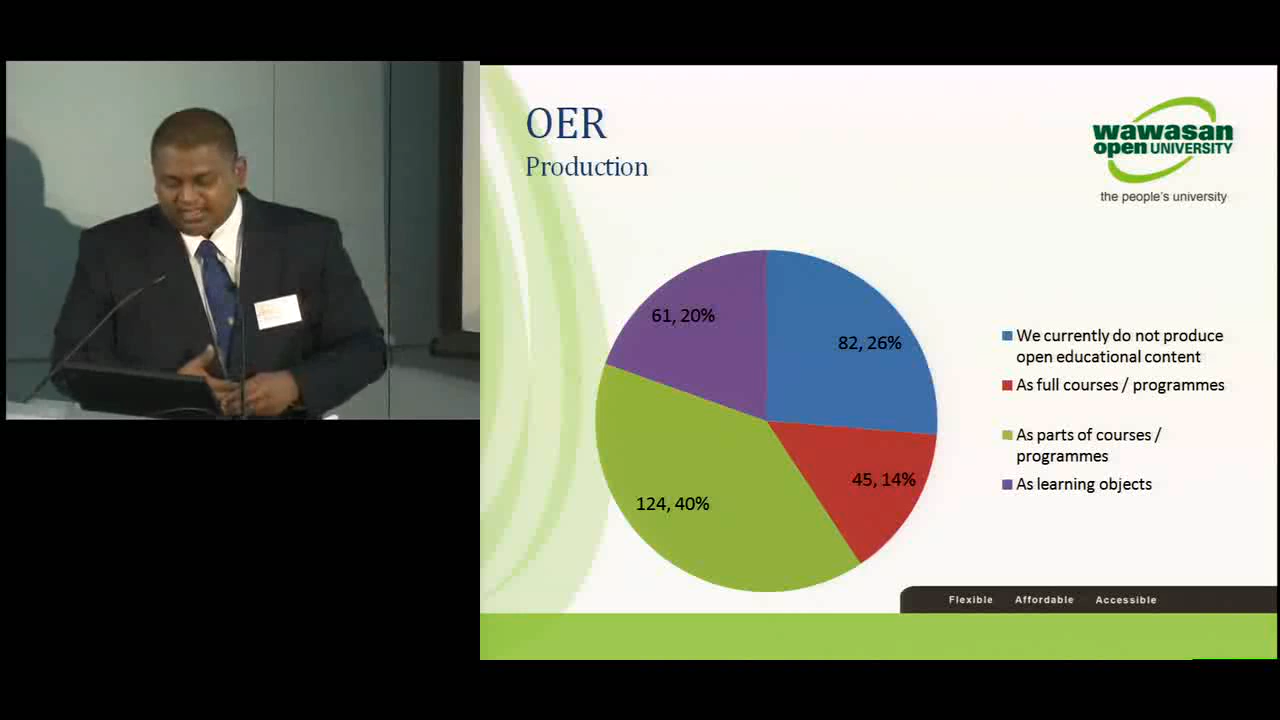 OER
Production
wawasan
open UNIVERSITY
the people's university
61, 20%
82, 26%
45, 14%
124, 40%
We currently do not produce
open educational content
As full courses / programmes
As parts of courses /
programmes
As learning objects
Flexible Affordable Accessible